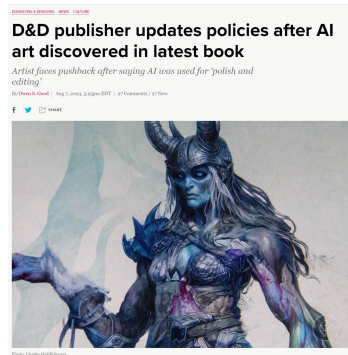 DUNGEONS & DRAGONS NEWS CULTURE
D&D publisher updates policies after AI
art discovered in latest book
Artist faces pushback after saying AI was used for ‘polish and
editing’
By Owen S. Good | Aug 7, 2023, 5:25pm EDT | 27 Comments / 27 New
f SHARE